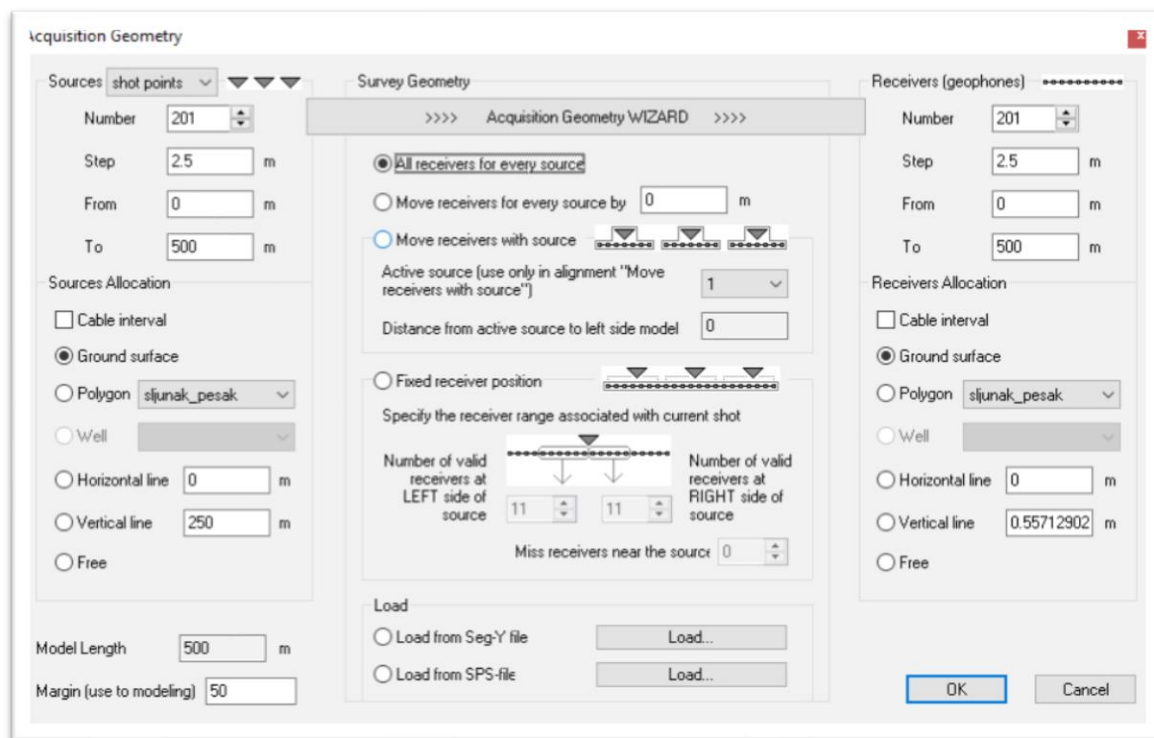 Acquisition Geometry
Sources shot points
Number 201
Step 2.5 m
From 0 m
To 500 m
Sources Allocation
Cable interval
Ground surface
Polygon sljunak_pesak
Well
Horizontal line 0 m
Vertical line 250 m
Free
Model Length 500 m
Margin (use to modeling) 50
Survey Geometry
>>>> Acquisition Geometry WIZARD >>>>
All receivers for every source
Move receivers for every source by 0 m
Move receivers with source
Active source (use only in alignment "Move
receivers with source") 1
Distance from active source to left side model 0
Fixed receiver position
Specify the receiver range associated with current shot
Number of valid
receivers at
LEFT side of
source
11
11
Number of valid
receivers at
RIGHT side of
source
Miss receivers near the source 0
Load
Load from Seg-Y file Load...
Load from SPS-file Load...
Receivers (geophones)
Number 201
Step 2.5 m
From 0 m
To 500 m
Receivers Allocation
Cable interval
Ground surface
Polygon sljunak_pesak
Well
Horizontal line 0 m
Vertical line 0.55712902 m
Free
OK Cancel